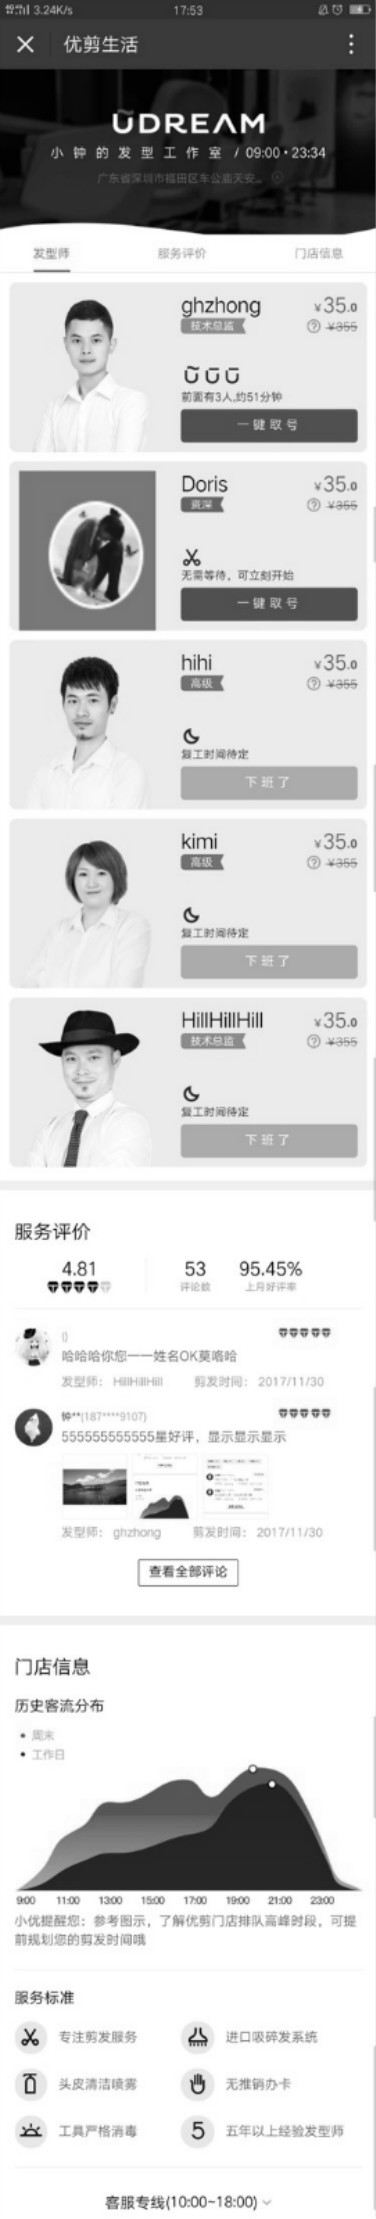 3.24K/s 17:53
优剪生活
UDREAM
小钟的发型工作室 / 09:00 • 23:34
广东省深圳市福田区车公庙天安...
发型师 服务评价 门店信息
ghzhong ¥35.0
技术总监 ¥355
前面有3人,约51分钟
一键取号
Doris ¥35.0
资深 ¥355
无需等待，可立刻开始
一键取号
hihi ¥35.0
高级 ¥355
复工时间待定
下班了
kimi ¥35.0
高级 ¥355
复工时间待定
下班了
HillHillHill ¥35.0
技术总监 ¥355
复工时间待定
下班了
服务评价
4.81 53 95.45%
评论数 上月好评率
()
哈哈哈你您一一姓名OK莫咯哈
发型师： HillHillHill 剪发时间： 2017/11/30
钟**(187****9107)
555555555555星好评，显示显示显示
发型师： ghzhong 剪发时间： 2017/11/30
查看全部评论
门店信息
历史客流分布
• 周末
• 工作日
9:00 11:00 13:00 15:00 17:00 19:00 21:00 23:00
小优提醒您：参考图示，了解优剪门店排队高峰时段，可提
前规划您的剪发时间哦
服务标准
专注剪发服务 进口吸碎发系统
头皮清洁喷雾 无推销办卡
工具严格消毒 5 五年以上经验发型师
客服专线(10:00~18:00)